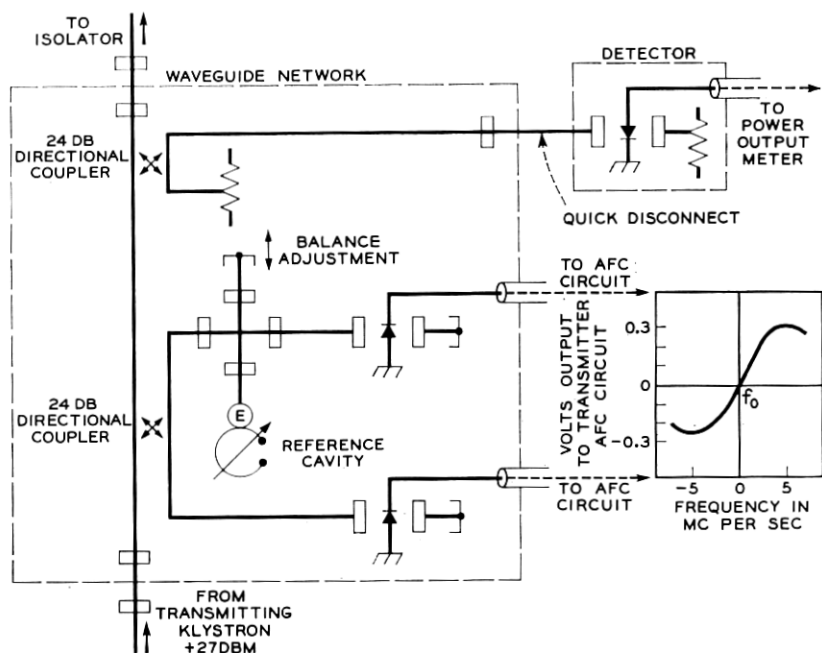 TO
ISOLATOR
WAVEGUIDE NETWORK
DETECTOR
24 DB
DIRECTIONAL
COUPLER
TO
POWER
OUTPUT
METER
QUICK DISCONNECT
BALANCE
ADJUSTMENT
TO AFC
CIRCUIT
24 DB
DIRECTIONAL
COUPLER
E
REFERENCE
CAVITY
VOLTS OUTPUT
TO TRANSMITTER
AFC CIRCUIT
0.3
0
-0.3
fo
-5 0 5
FREQUENCY IN
MC PER SEC
TO AFC
CIRCUIT
FROM
TRANSMITTING
KLYSTRON
+27DBM